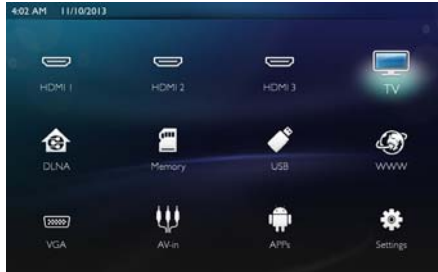 4:02 AM 11/10/2013
HDMI 1 HDMI 2 HDMI 3 TV
DLNA Memory USB WWW
VGA AV-in APPs Settings